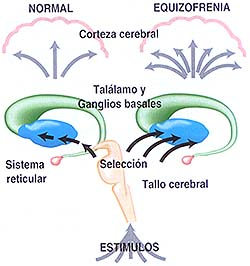 NORMAL EQUIZOFRENIA
Corteza cerebral
Találamo y
Ganglios basales
Sistema
reticular
Selección
Tallo cerebral
ESTIMULOS